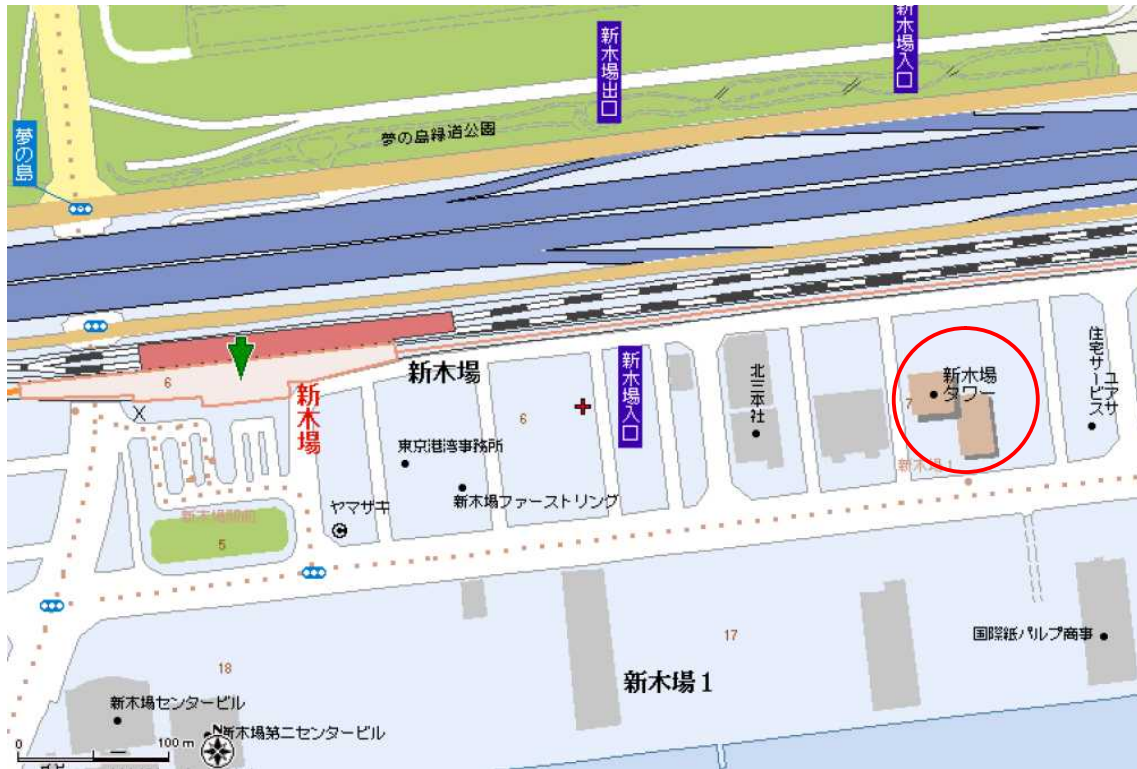 新木場出口
新木場入口
夢の島
夢の島緑道公園
新木場
6
新木場
X
東京港湾事務所
6
新木場入口
北三本社
新木場
タワー
7
ユアサ
住宅サービス
新木場1
ヤマザキ
新木場ファーストリング
新木場駅前
5
17
国際紙パルプ商事
18
新木場1
新木場センタービル
新木場第二センタービル
N
0
100 m